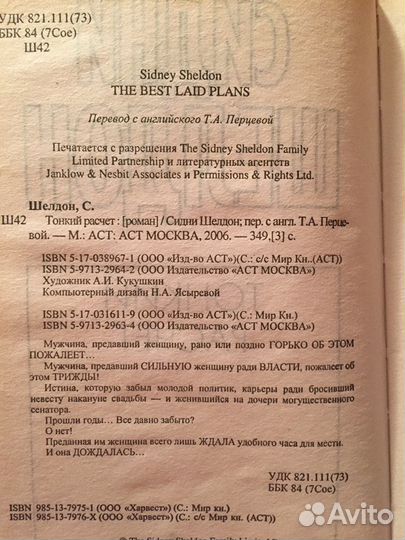 УДК 821.111(73)
ББК 84 (7Сое)
Ш42
Sidney Sheldon
THE BEST LAID PLANS
Перевод с английского Т.А. Перцевой
Печатается с разрешения The Sidney Sheldon Family
Limited Partnership и литературных агентств
Janklow & Nesbit Associates и Permissions & Rights Ltd.
Шелдон, С.
Ш42 Тонкий расчет : [роман] / Сидни Шелдон; пер. с англ. Т.А. Перце-
вой. — М.: АСТ: АСТ МОСКВА, 2006. — 349,[3] с.
ISBN 5-17-038967-1 (ООО «Изд-во АСТ»)(С.: с/с Мир Кн..(АСТ))
ISBN 5-9713-2964-2 (ООО Издательство «АСТ МОСКВА»)
Художник А.И. Кукушкин
Компьютерный дизайн Н.А. Ясыревой
ISBN 5-17-031611-9 (ООО «Изд-во АСТ») (С.: Мир Кн.)
ISBN 5-9713-2963-4 (ООО Издательство «АСТ МОСКВА»)
Мужчина, предавший женщину, рано или поздно ГОРЬКО ОБ ЭТОМ
ПОЖАЛЕЕТ...
Мужчина, предавший СИЛЬНУЮ женщину ради ВЛАСТИ, пожалеет об
этом ТРИЖДЫ!
Истина, которую забыл молодой политик, карьеры ради бросивший
невесту накануне свадьбы — и женившийся на дочери могущественного
сенатора.
Прошли годы... Все давно забыто?
О нет!
Преданная им женщина всего лишь ЖДАЛА удобного часа для мести.
И она ДОЖДАЛАСЬ...
УДК 821.111(73)
ББК 84 (7Сое)
ISBN 985-13-7975-1 (ООО «Харвест») (С.: Мир кн.)
ISBN 985-13-7976-X (ООО «Харвест») (С.: с/с Мир кн. (АСТ))
© The Sidney Sheldon Family
Avito